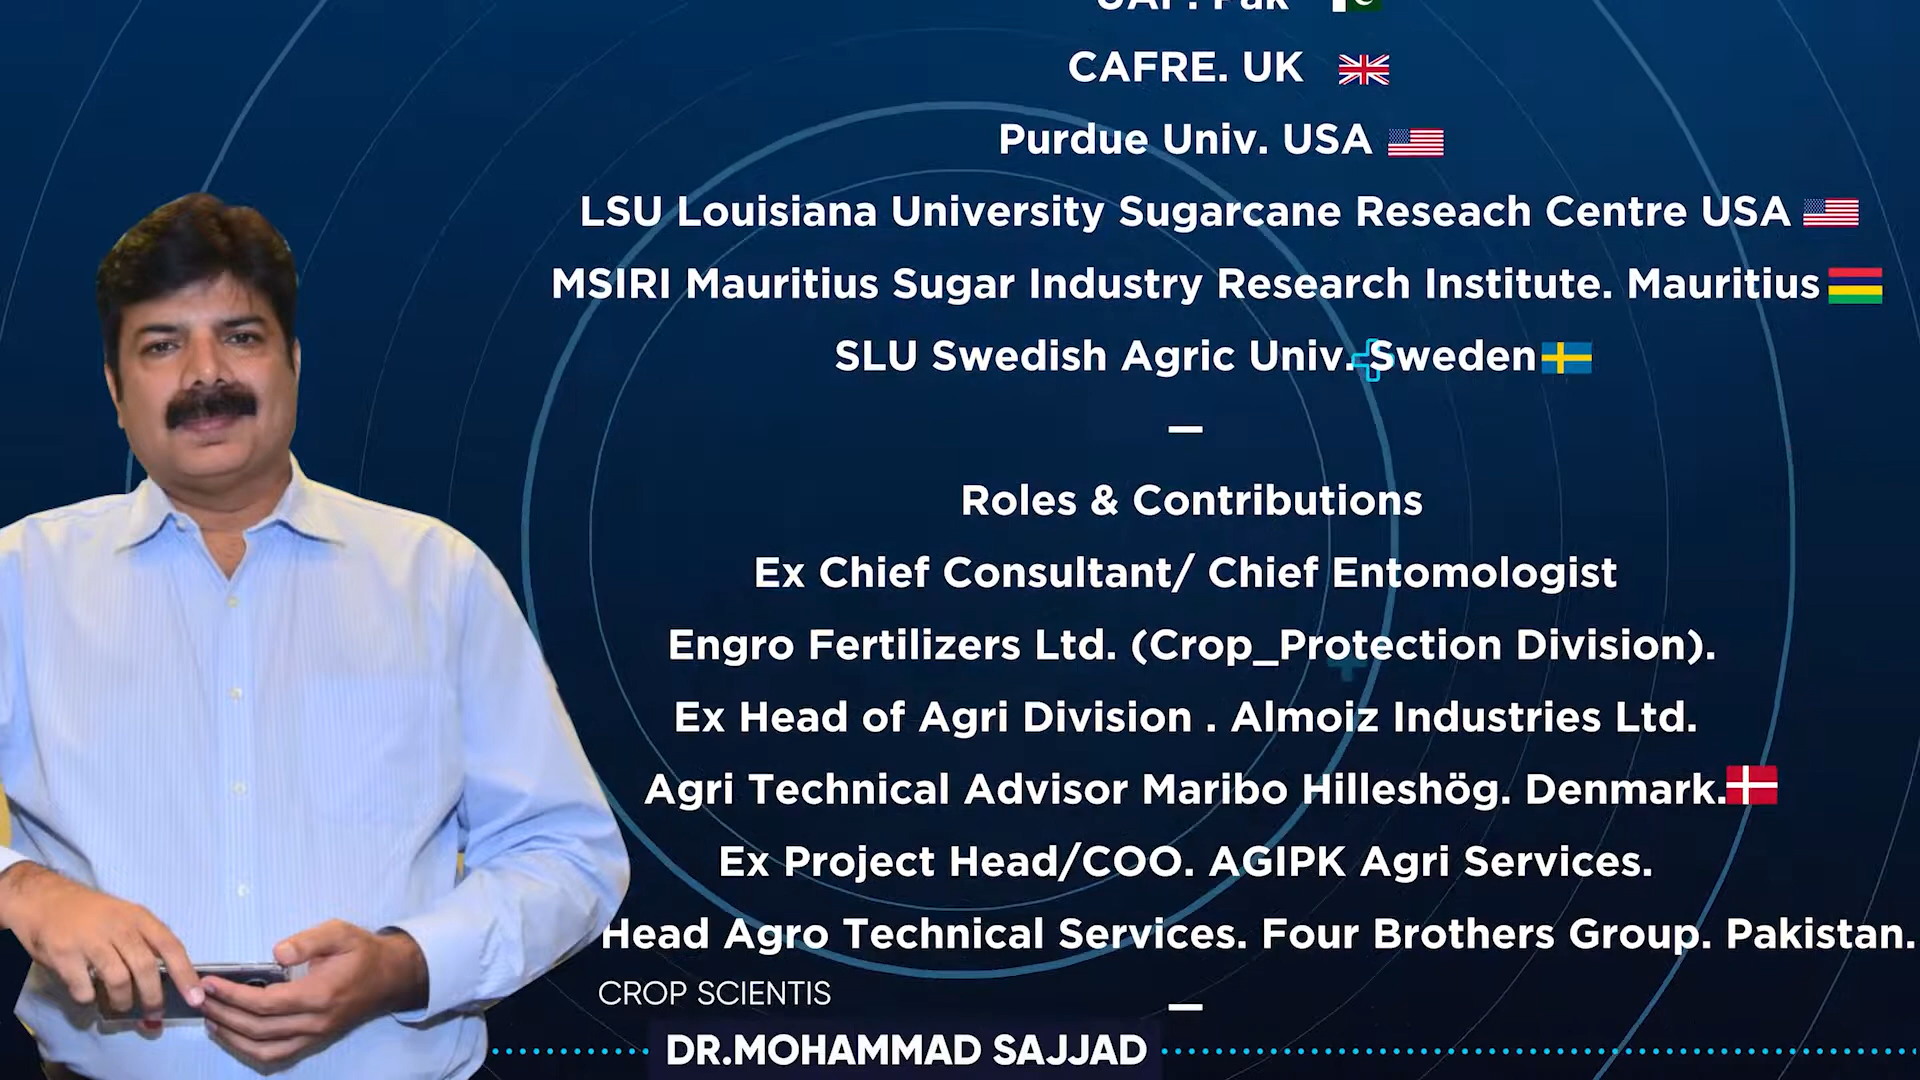 UAF. Pak
CAFRE. UK
Purdue Univ. USA
LSU Louisiana University Sugarcane Reseach Centre USA
MSIRI Mauritius Sugar Industry Research Institute. Mauritius
SLU Swedish Agric Univ. Sweden
—
Roles & Contributions
Ex Chief Consultant/ Chief Entomologist
Engro Fertilizers Ltd. (Crop_Protection Division).
Ex Head of Agri Division . Almoiz Industries Ltd.
Agri Technical Advisor Maribo Hilleshög. Denmark.
Ex Project Head/COO. AGIPK Agri Services.
Head Agro Technical Services. Four Brothers Group. Pakistan.
—
CROP SCIENTIS
DR.MOHAMMAD SAJJAD